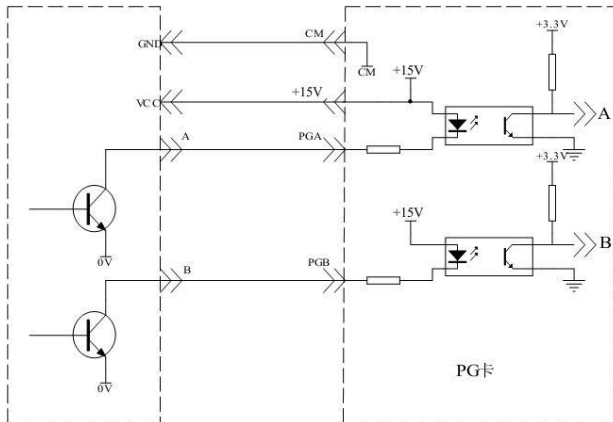 GND
CM
CM
+3.3V
VCC
+15V
+15V
A
A
PGA
+3.3V
+15V
0V
B
B
PGB
0V
PG卡